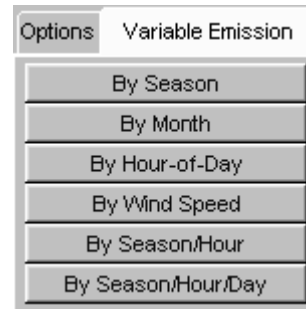 Options Variable Emission
By Season
By Month
By Hour-of-Day
By Wind Speed
By Season/Hour
By Season/Hour/Day